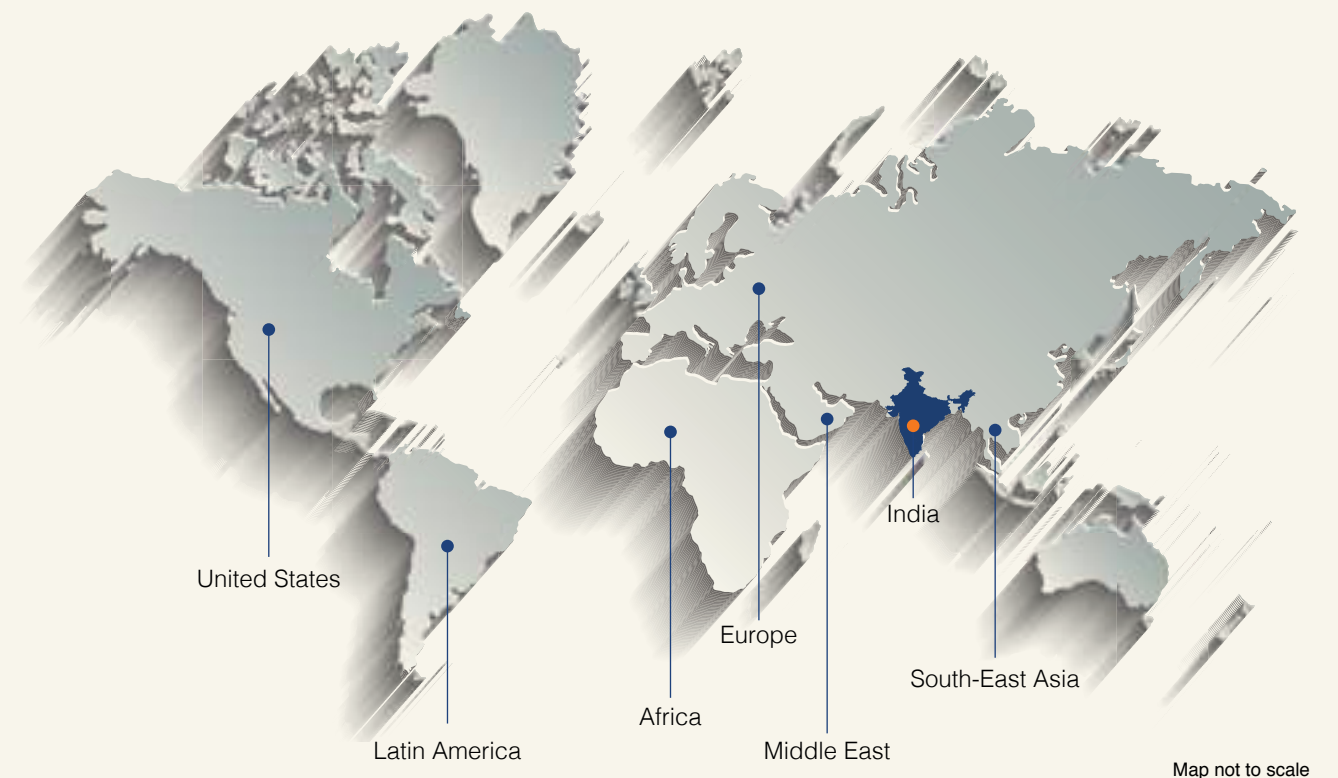 India
United States
Europe
South-East Asia
Africa
Latin America
Middle East
Map not to scale